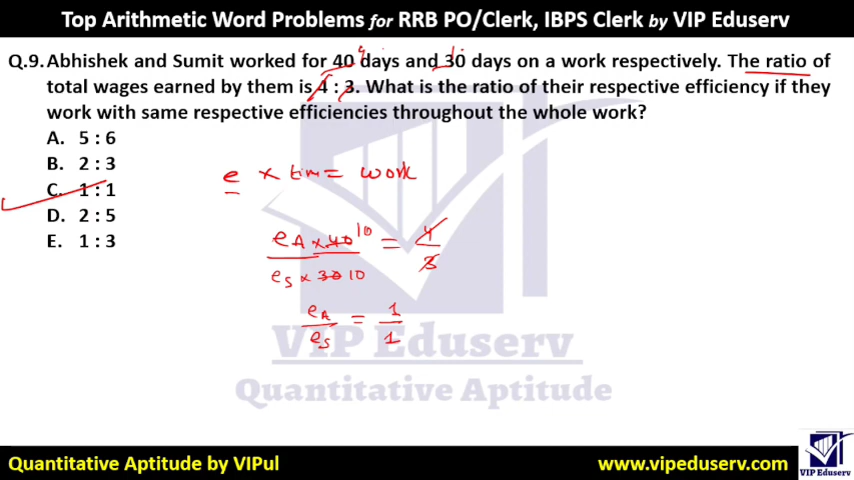 Top Arithmetic Word Problems for RRB PO/Clerk, IBPS Clerk by VIP Eduserv
Q.9. Abhishek and Sumit worked for 40 days and 30 days on a work respectively. The ratio of
total wages earned by them is 4 : 3. What is the ratio of their respective efficiency if they
work with same respective efficiencies throughout the whole work?
A. 5 : 6
B. 2 : 3
C. 1 : 1
D. 2 : 5
E. 1 : 3
e × time = work
eA × 40 10 = 4
eS × 30 10 3
eA = 1
eS 1
VIP Eduserv
Quantitative Aptitude
Quantitative Aptitude by VIPul
www.vipeduserv.com
VIP Eduserv